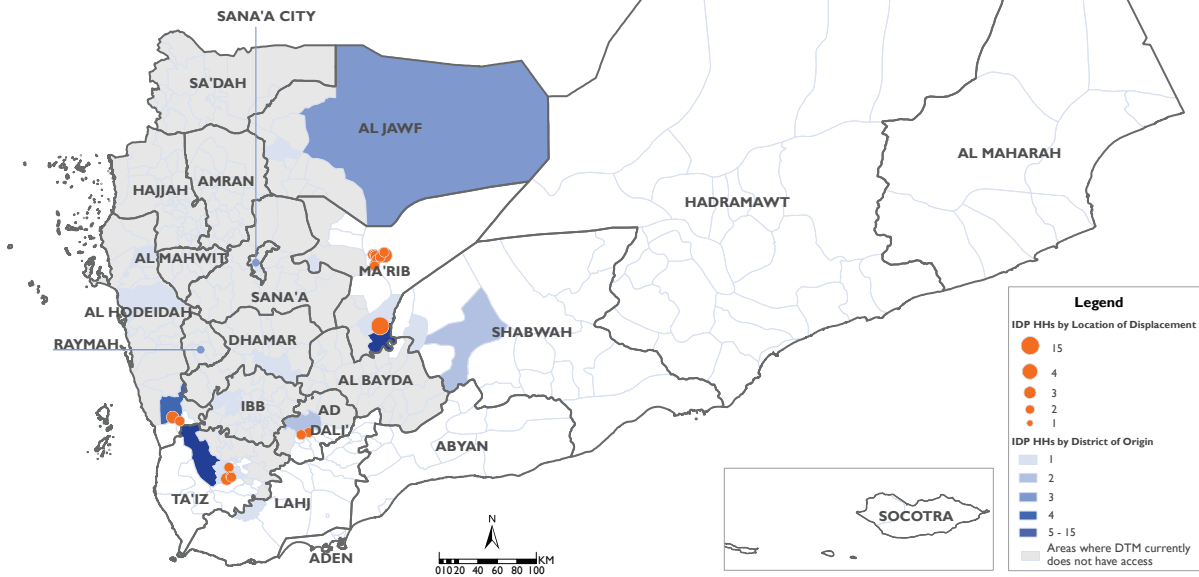 SANA'A CITY
SA'DAH
AL JAWF
AL MAHARAH
HAJJAH
AMRAN
HADRAMAWT
AL MAHWIT
MA'RIB
SANA'A
AL HODEIDAH
SHABWAH
RAYMAH
DHAMAR
AL BAYDA
IBB
AD
DALI'
ABYAN
TA'IZ
LAHJ
ADEN
SOCOTRA
N
KM
01020 40 60 80 100
Legend
IDP HHs by Location of Displacement
15
4
3
2
1
IDP HHs by District of Origin
1
2
3
4
5 - 15
Areas where DTM currently
does not have access